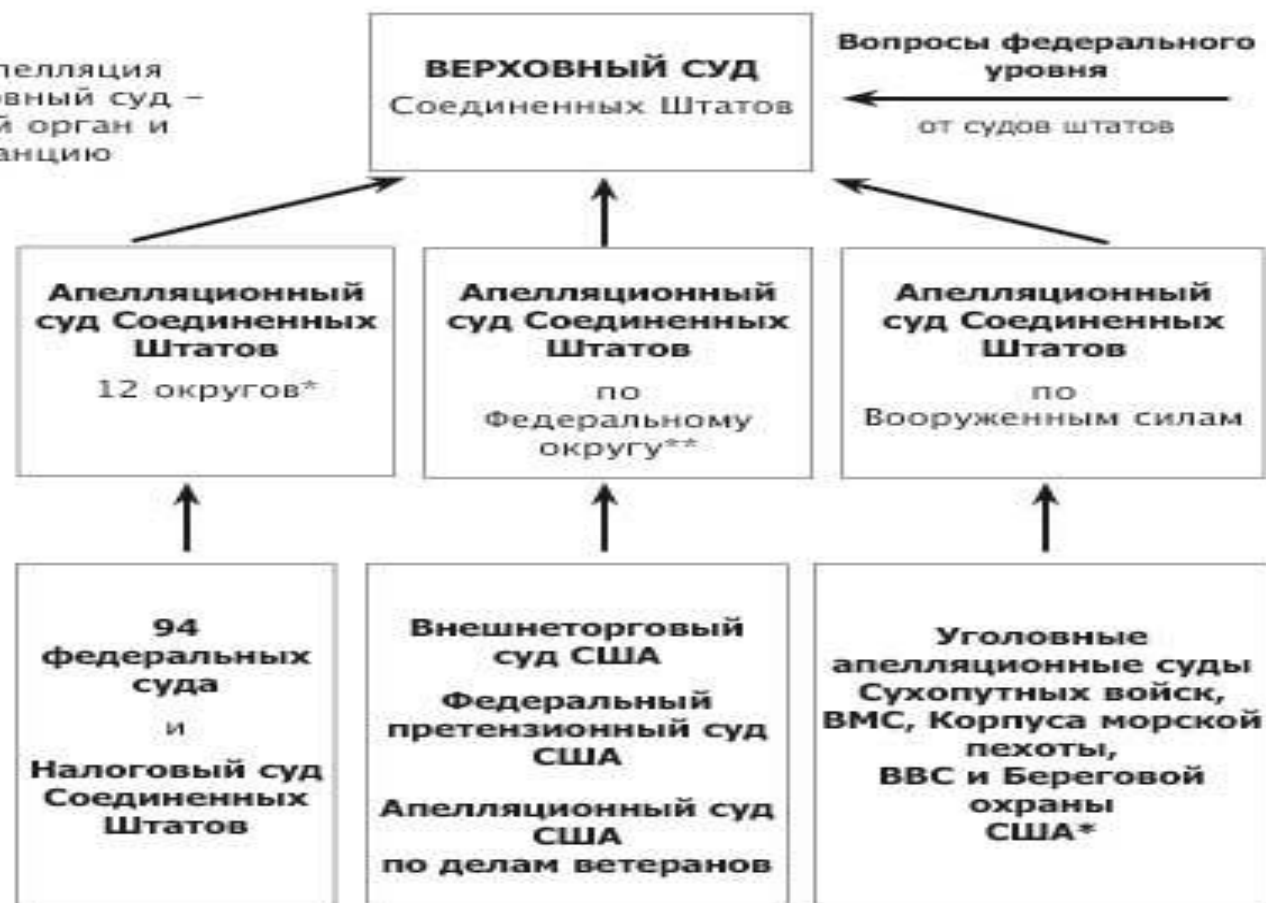 ВЕРХОВНЫЙ СУД
Соединенных Штатов
Вопросы федерального
уровня
от судов штатов
пелляция
овный суд –
й орган и
анцию
Апелляционный
суд Соединенных
Штатов
12 округов*
Апелляционный
суд Соединенных
Штатов
по
Федеральному
округу**
Апелляционный
суд Соединенных
Штатов
по
Вооруженным силам
94
федеральных
суда
и
Налоговый суд
Соединенных
Штатов
Внешнеторговый
суд США
Федеральный
претензионный суд
США
Апелляционный суд
США
по делам ветеранов
Уголовные
апелляционные суды
Сухопутных войск,
ВМС, Корпуса морской
пехоты,
ВВС и Береговой
охраны
США*